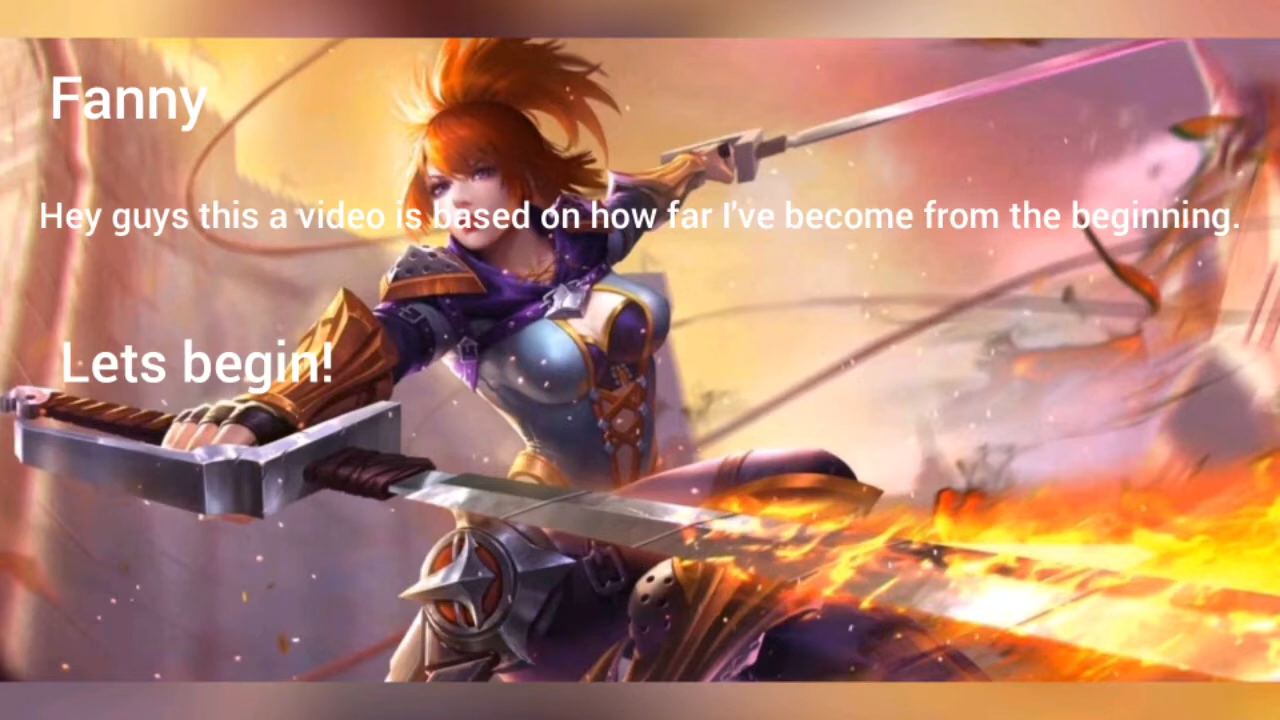 Fanny
Hey guys this a video is based on how far I've become from the beginning.
Lets begin!